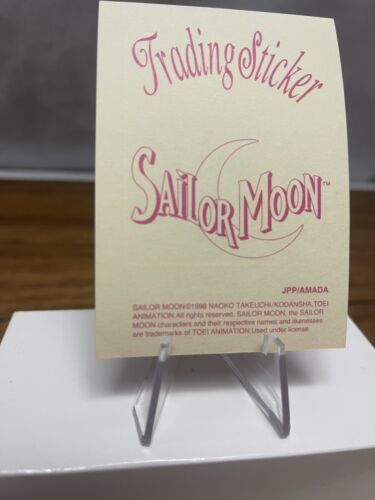 Trading Sticker
SAILOR MOON™
JPP/AMADA
SAILOR MOON©1998 NAOKO TAKEUCHI/KODANSHA,TOEI
ANIMATION.All rights reserved. SAILOR MOON, the SAILOR
MOON characters and their respective names and likenesses
are trademarks of TOEI ANIMATION.Used under license.